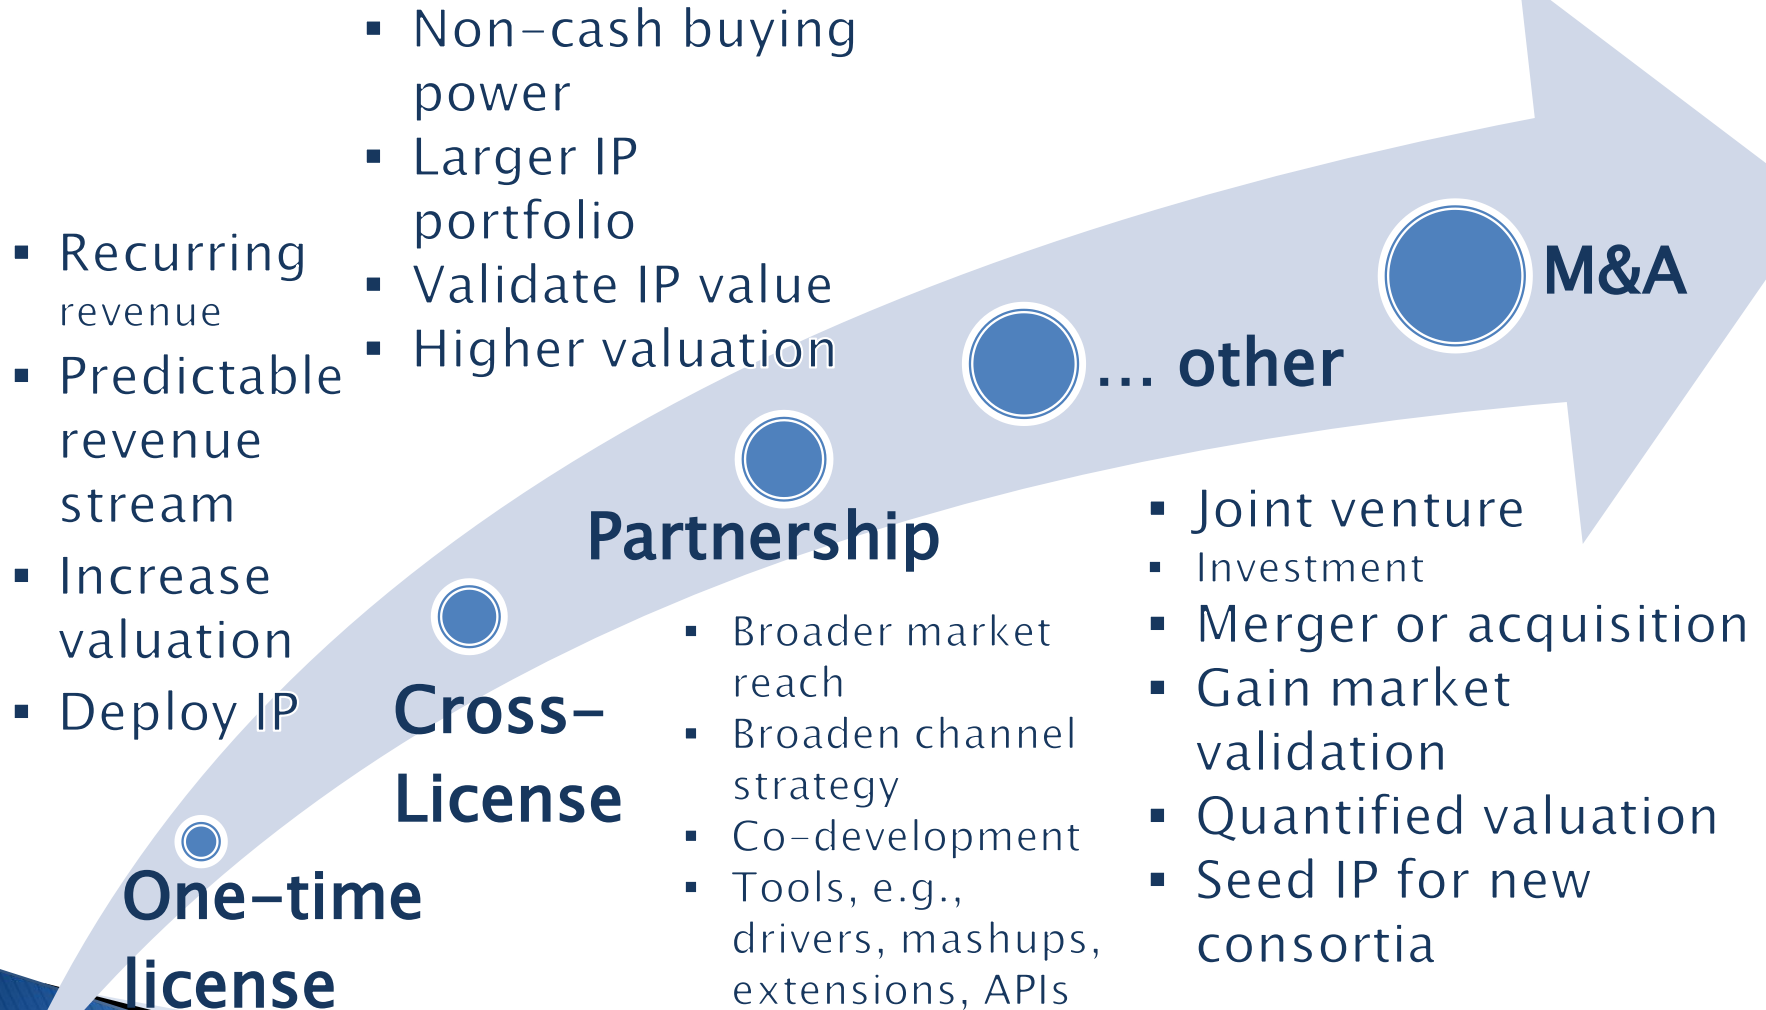 ▪ Non-cash buying
power
▪ Larger IP
portfolio
▪ Validate IP value
▪ Higher valuation
▪ Recurring
revenue
▪ Predictable
revenue
stream
▪ Increase
valuation
▪ Deploy IP
One-time
license
Cross-
License
Partnership
... other
M&A
▪ Broader market
reach
▪ Broaden channel
strategy
▪ Co-development
▪ Tools, e.g.,
drivers, mashups,
extensions, APIs
▪ Joint venture
▪ Investment
▪ Merger or acquisition
▪ Gain market
validation
▪ Quantified valuation
▪ Seed IP for new
consortia